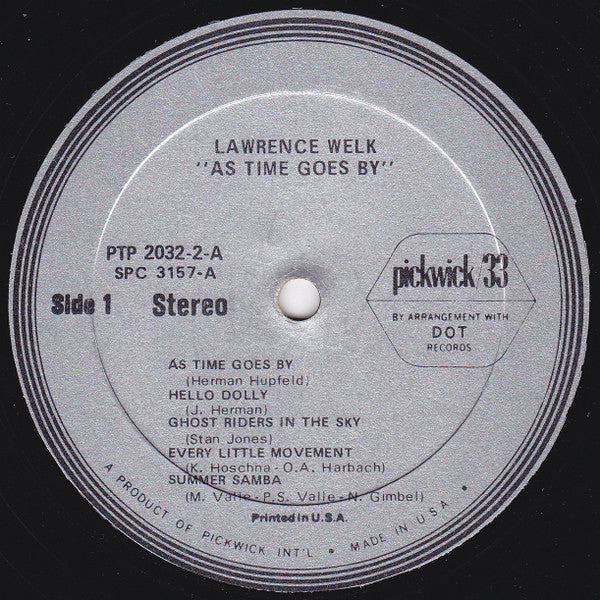 LAWRENCE WELK
"AS TIME GOES BY"
PTP 2032-2-A
SPC 3157-A
Side 1 Stereo
pickwick/33
BY ARRANGEMENT WITH
DOT
RECORDS
AS TIME GOES BY
(Herman Hupfeld)
HELLO DOLLY
(J. Herman)
GHOST RIDERS IN THE SKY
(Stan Jones)
EVERY LITTLE MOVEMENT
(K. Hoschna - O.A. Harbach)
SUMMER SAMBA
(M. Valle - P.S. Valle - N. Gimbel)
Printed in U.S.A.
A PRODUCT OF PICKWICK INT'L • MADE IN U.S.A. •